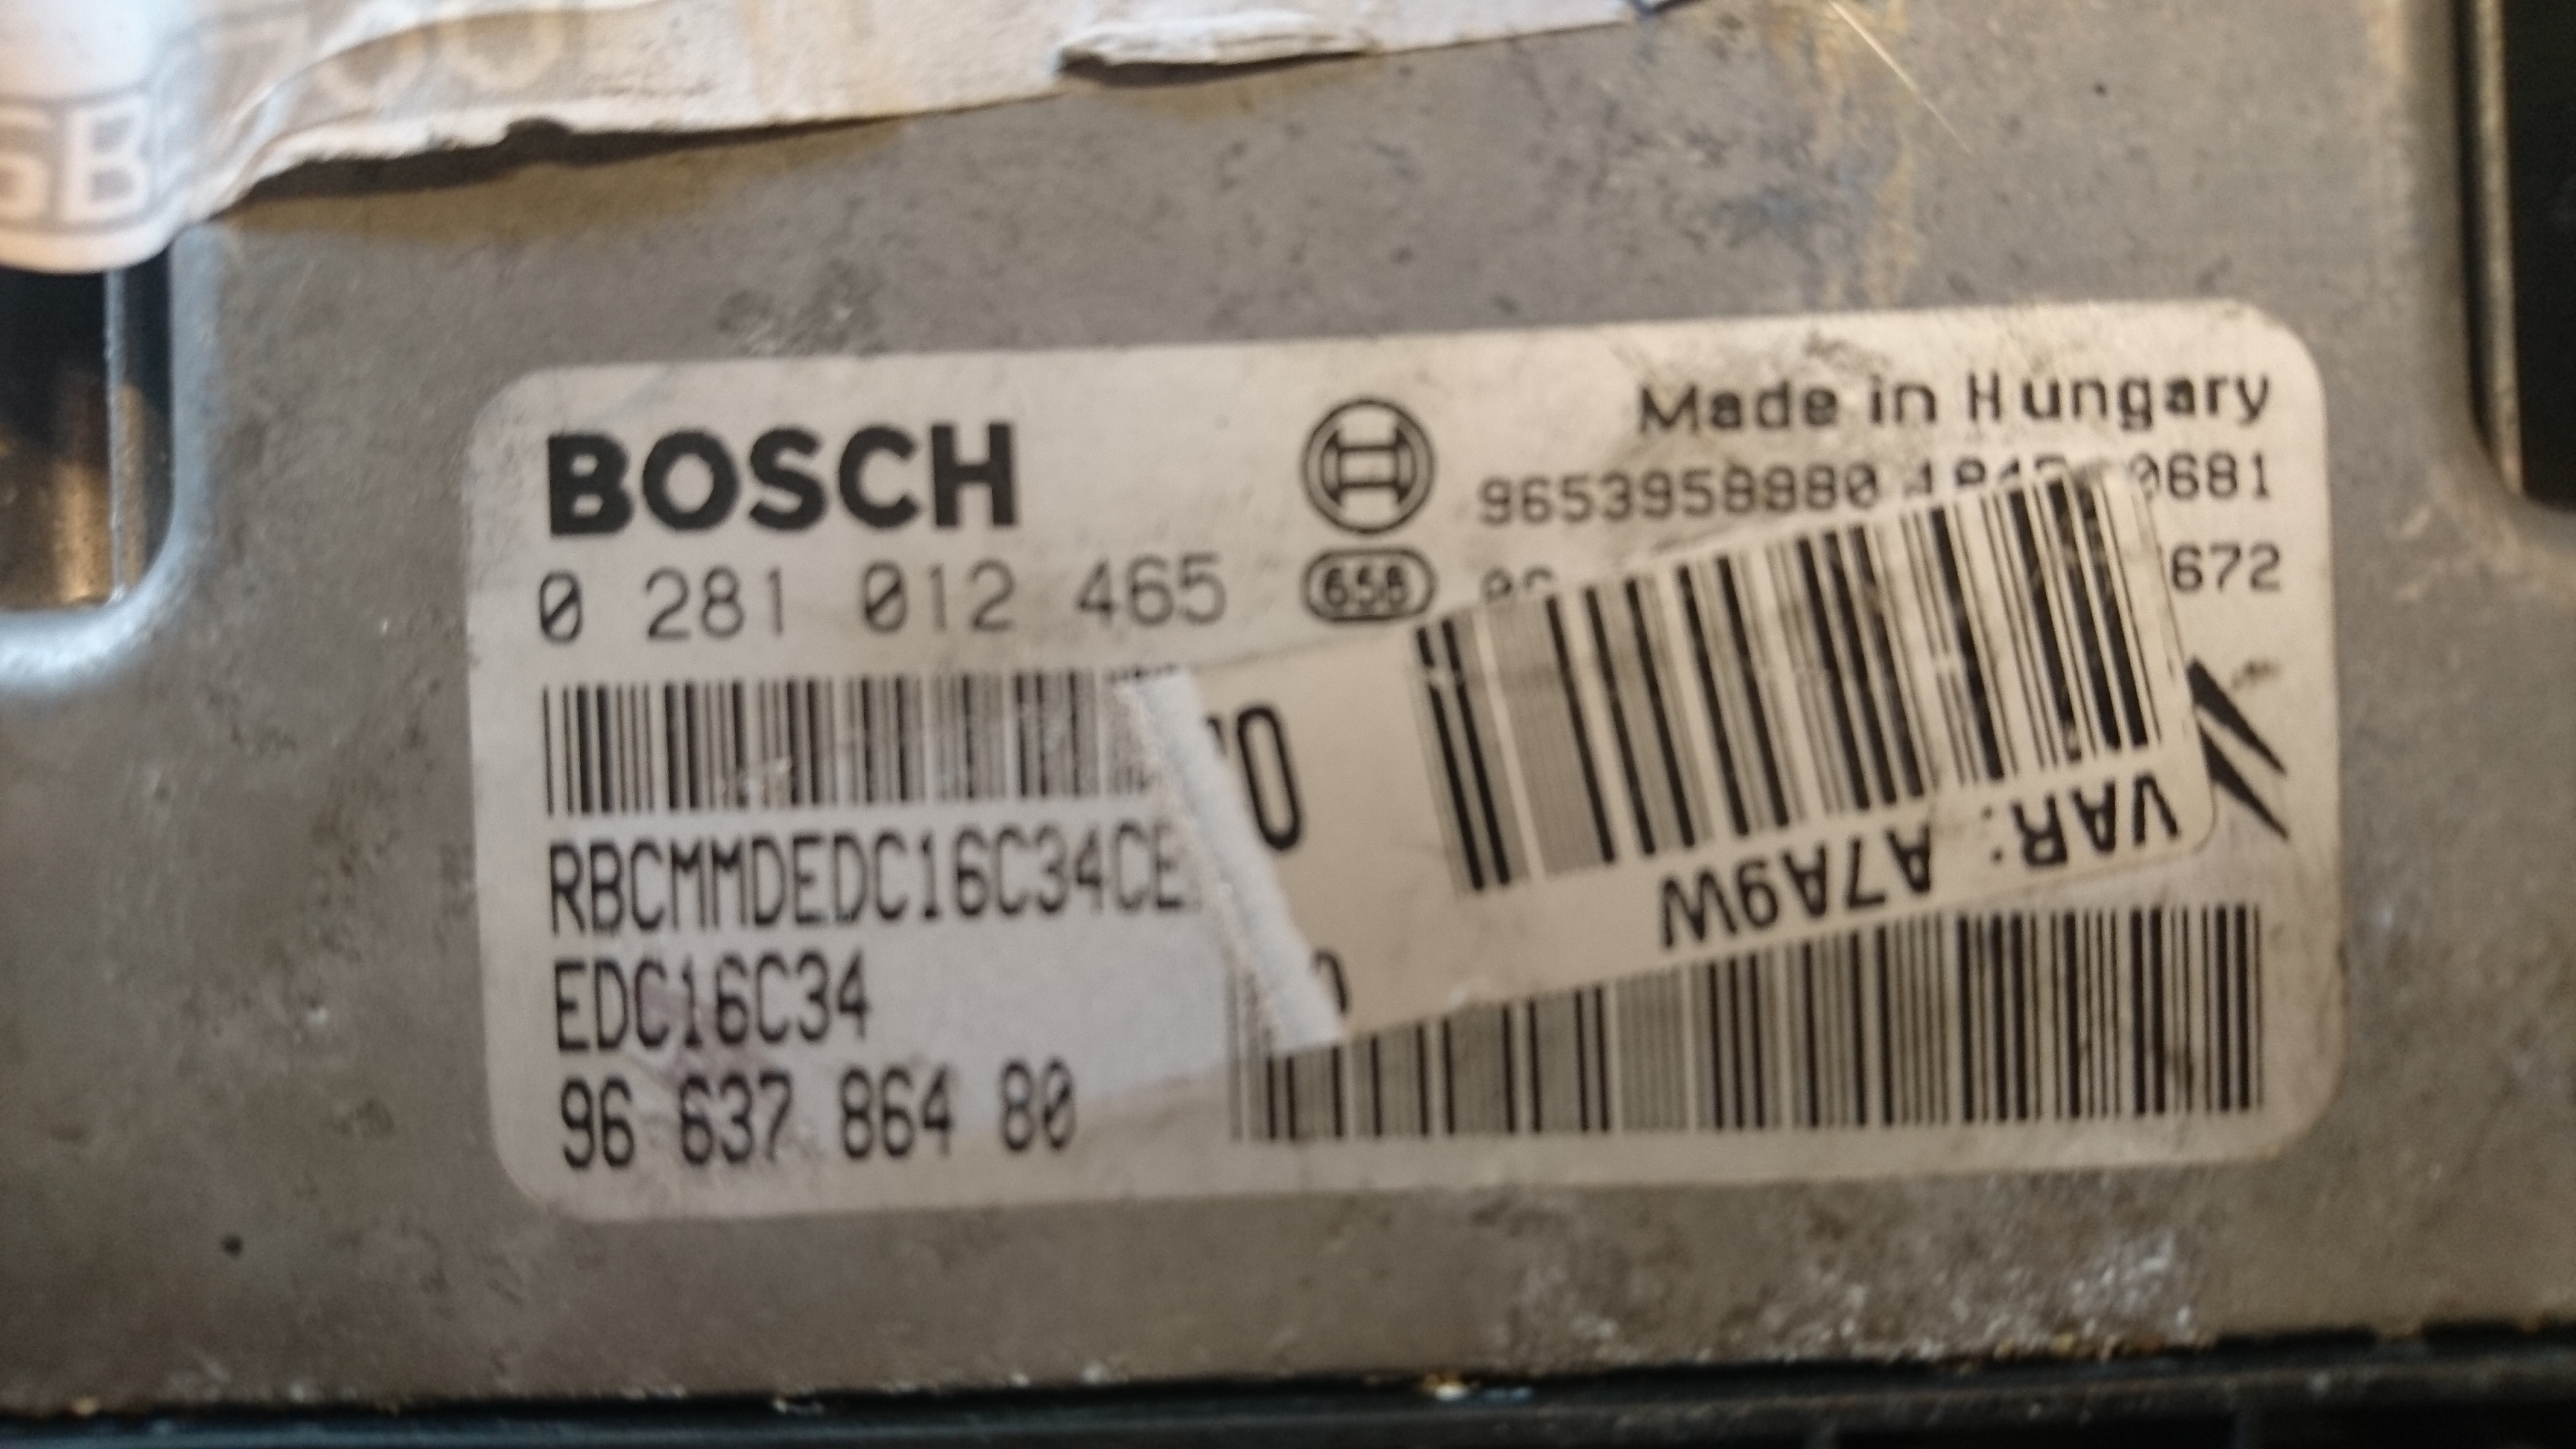 BOSCH
Made in Hungary
9653958980
0681
0 281 012 465
658
672
RBCMMDEDC16C34CE
EDC16C34
96 637 864 80
VAR: A7A9W